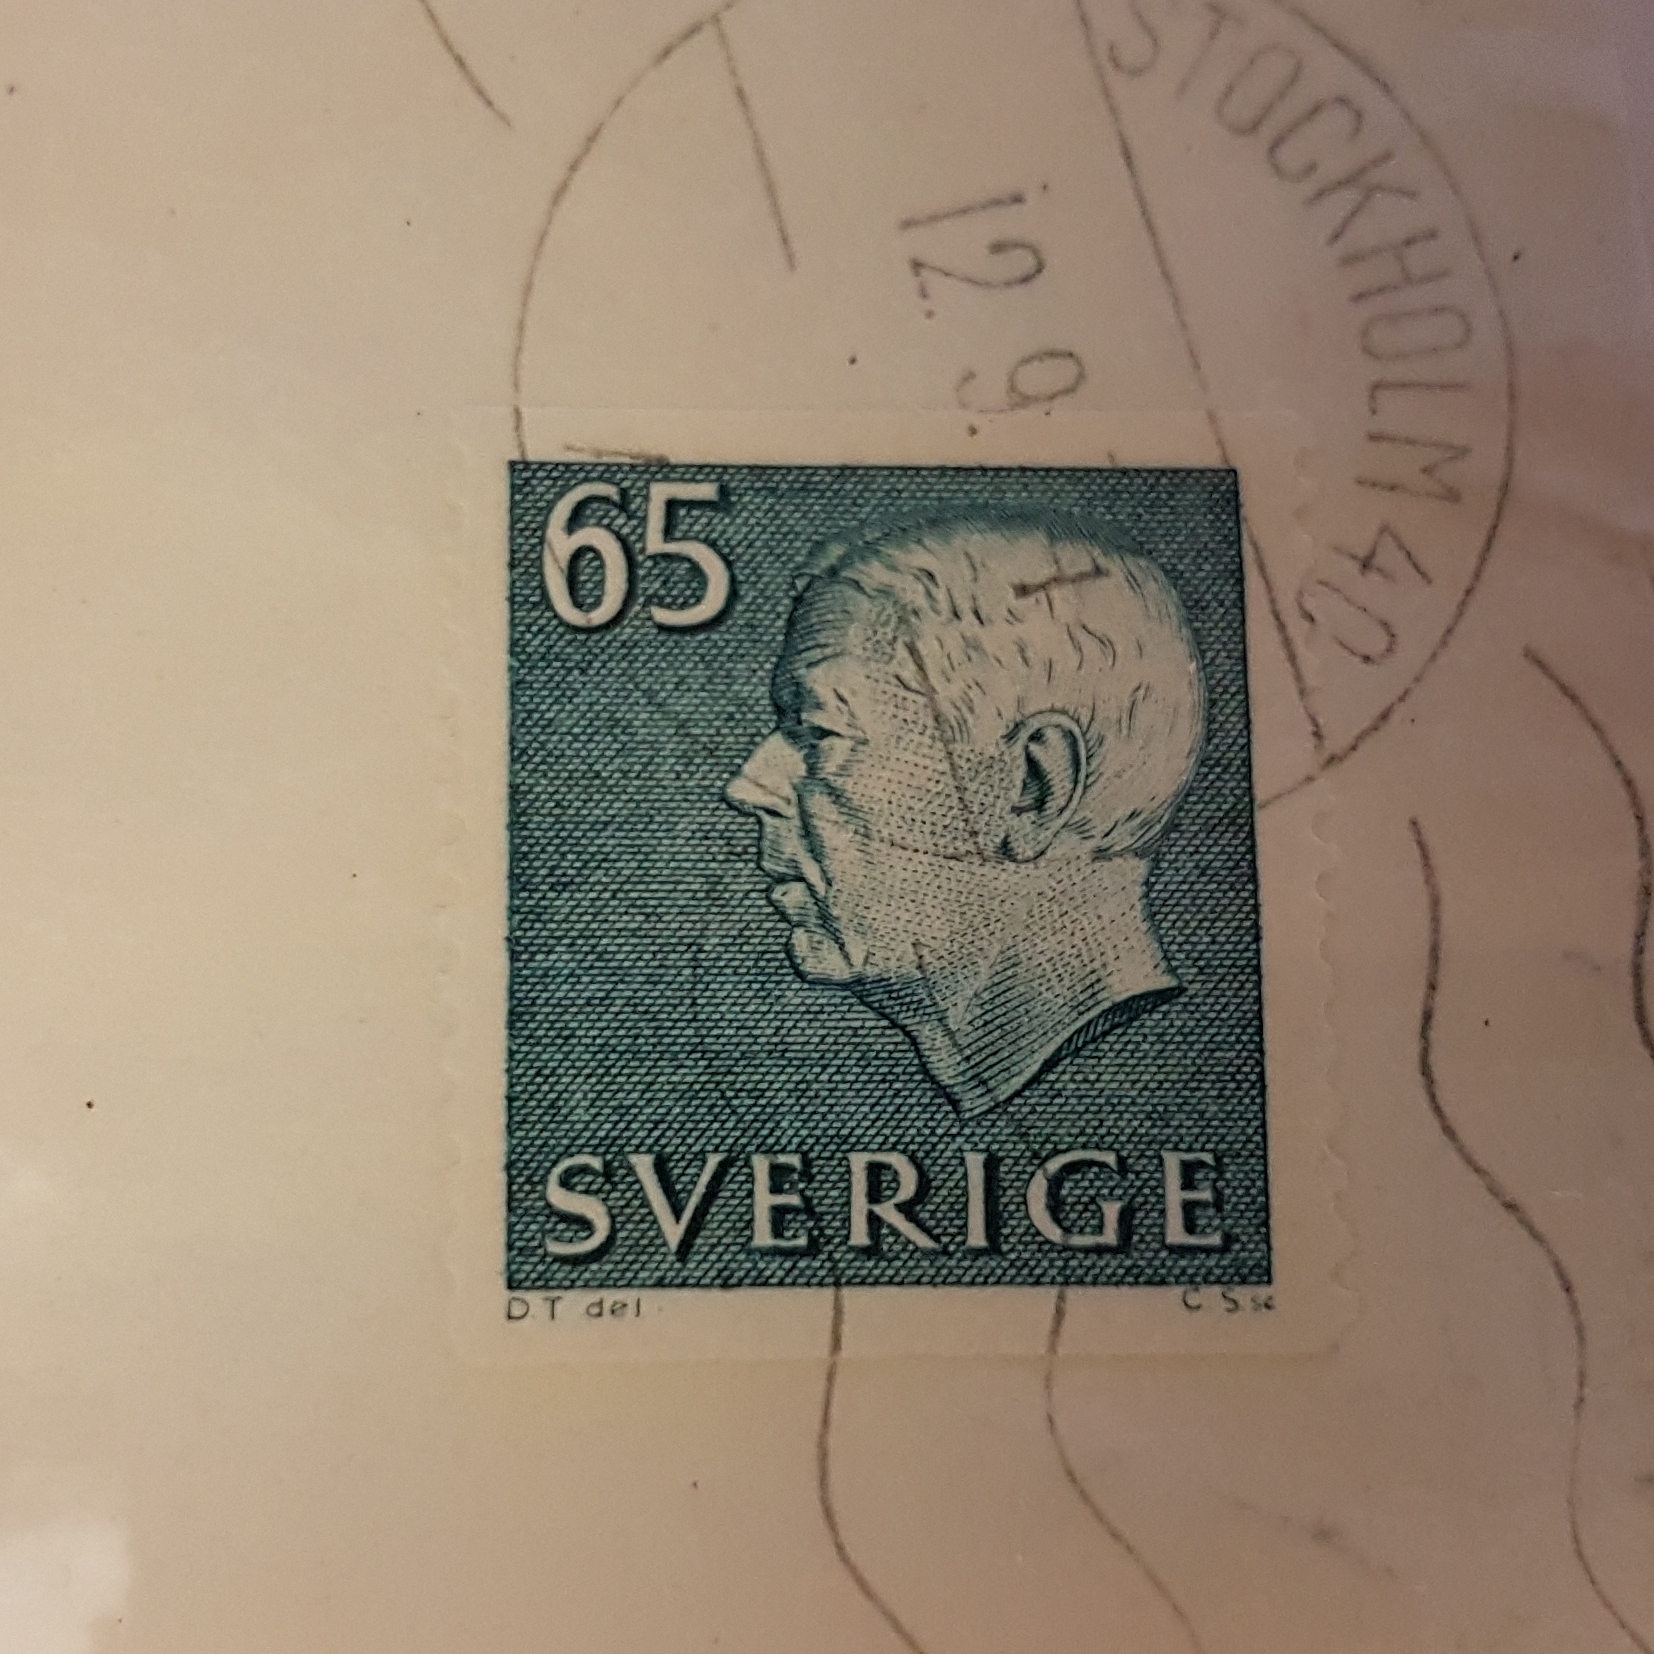 STOCKHOLM 40
12. 9.
65
SVERIGE
D.T del. C S.sc